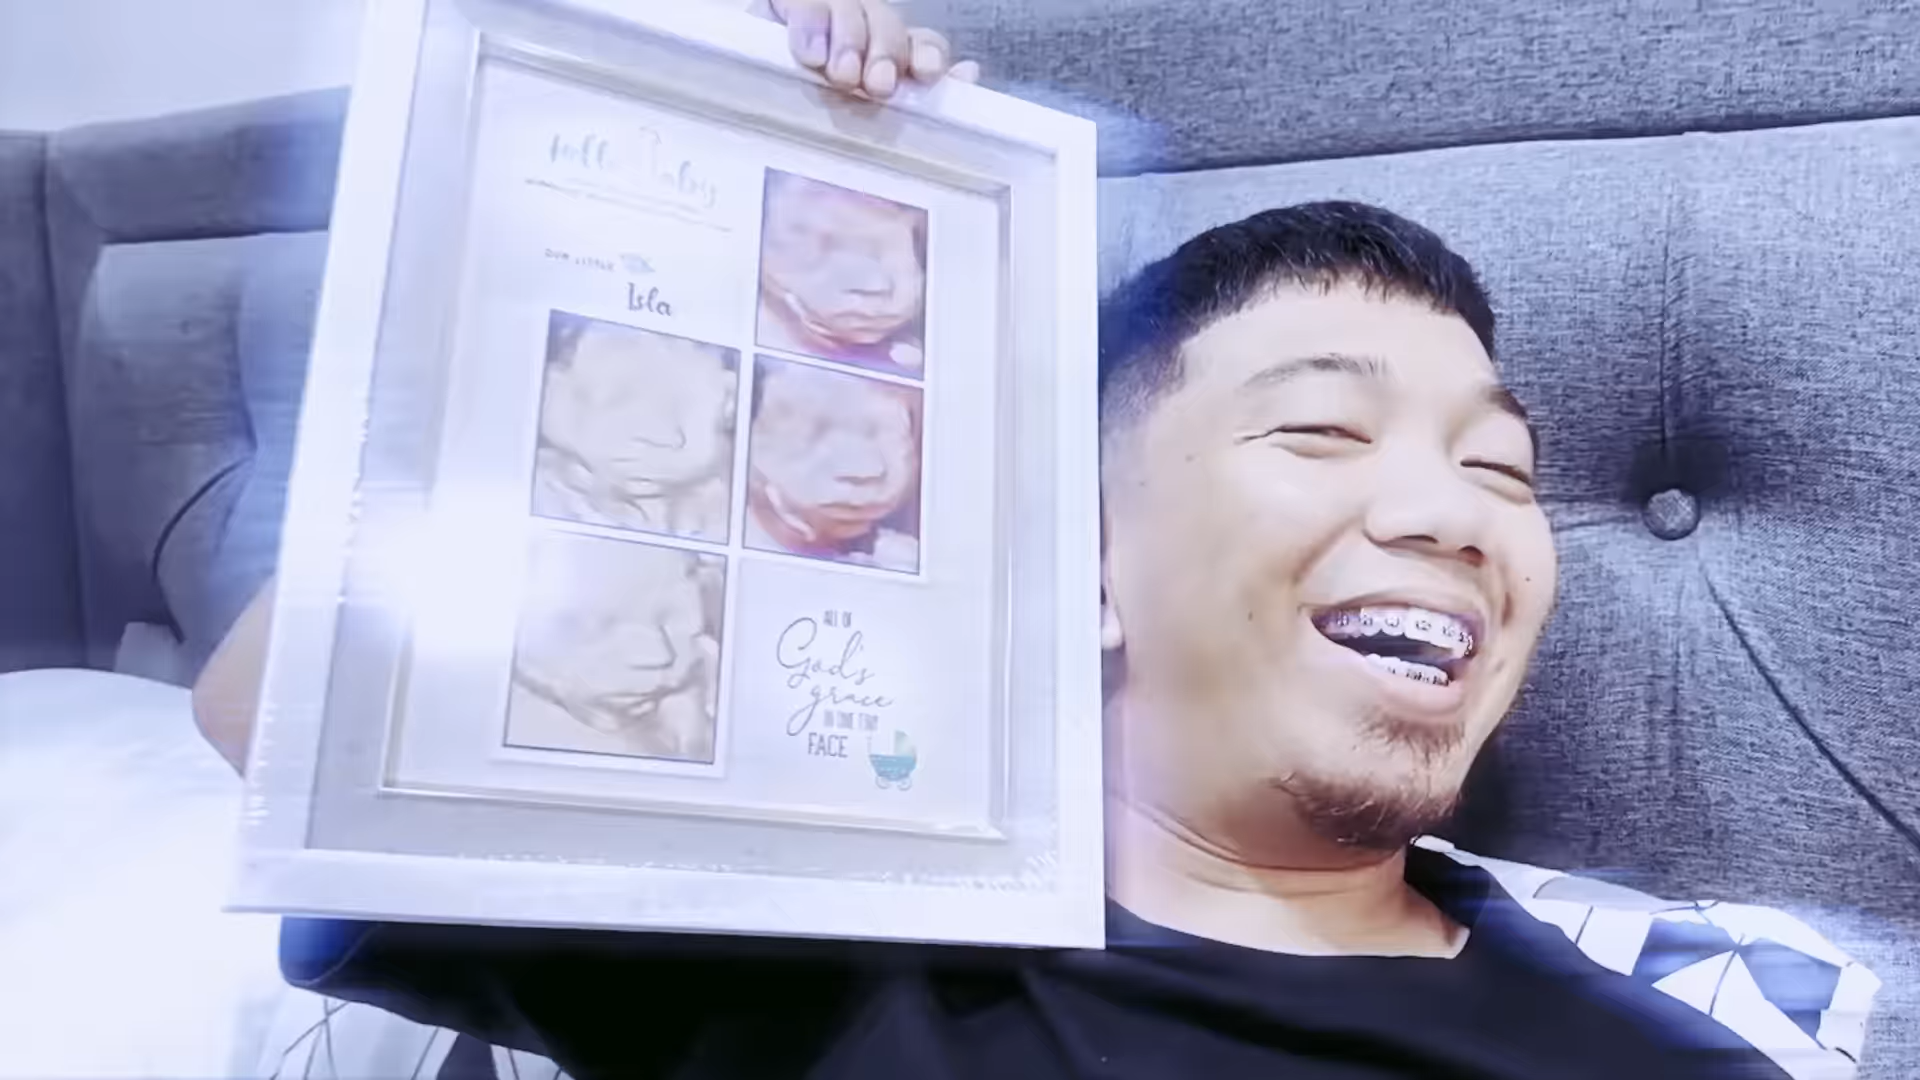 hello baby
OUR LITTLE
Isla
ALL OF
God's
grace
IN ONE TINY
FACE